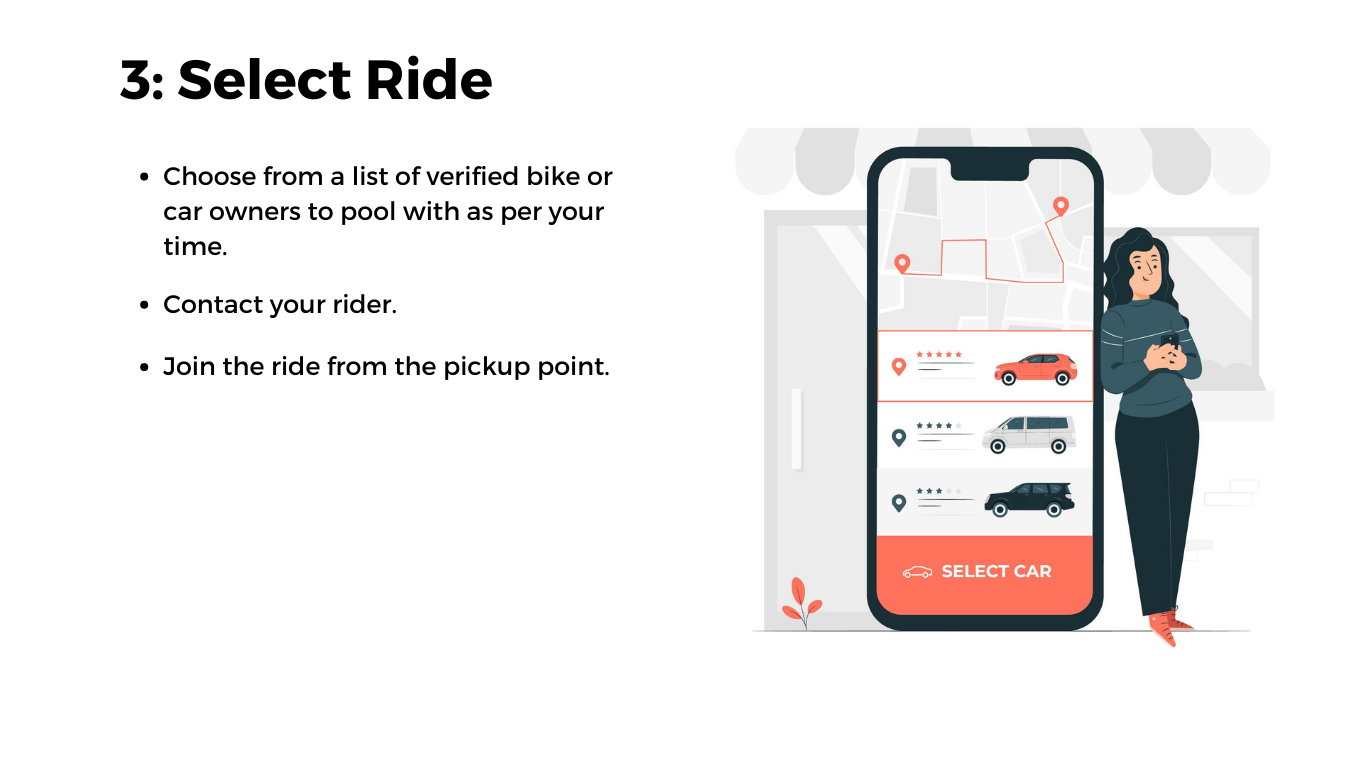 3: Select Ride
• Choose from a list of verified bike or
car owners to pool with as per your
time.
• Contact your rider.
• Join the ride from the pickup point.
SELECT CAR